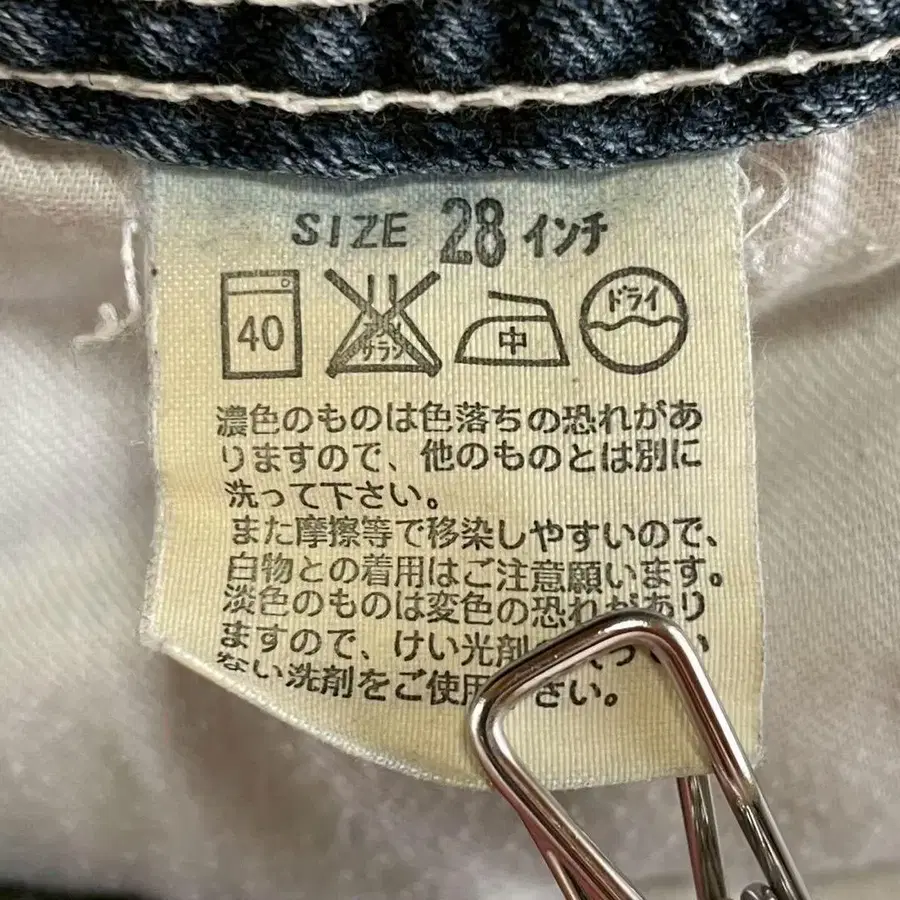 SIZE 28 インチ
40 サラシ 中 ドライ
濃色のものは色落ちの恐れがあ
りますので、他のものとは別に
洗って下さい。
また摩擦等で移染しやすいので、
白物との着用はご注意願います。
淡色のものは変色の恐れがあり
ますので、けい光剤
ない洗剤をご使用 さい。